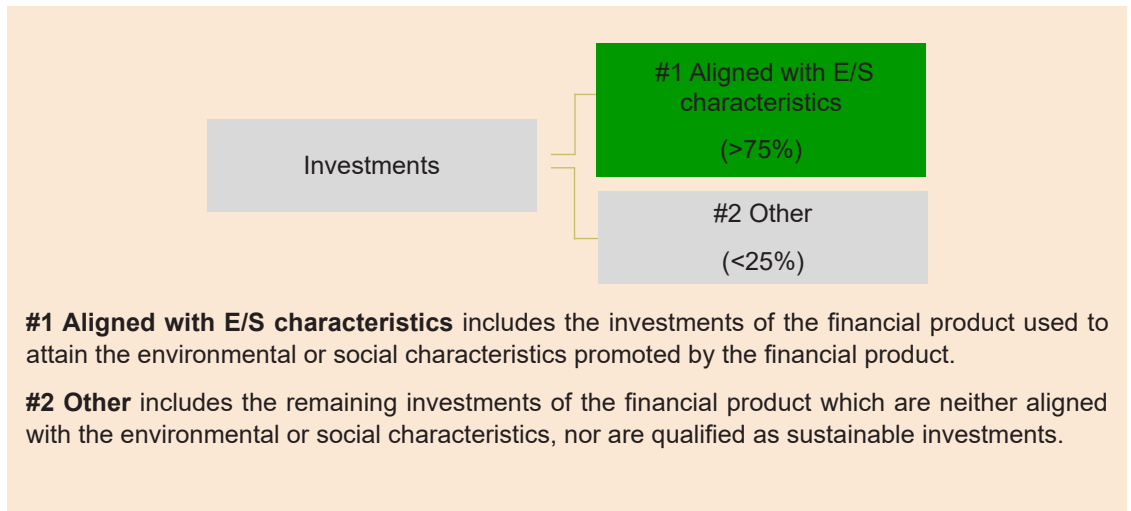 #1 Aligned with E/S
characteristics
(>75%)
Investments
#2 Other
(<25%)
#1 Aligned with E/S characteristics includes the investments of the financial product used to
attain the environmental or social characteristics promoted by the financial product.
#2 Other includes the remaining investments of the financial product which are neither aligned
with the environmental or social characteristics, nor are qualified as sustainable investments.